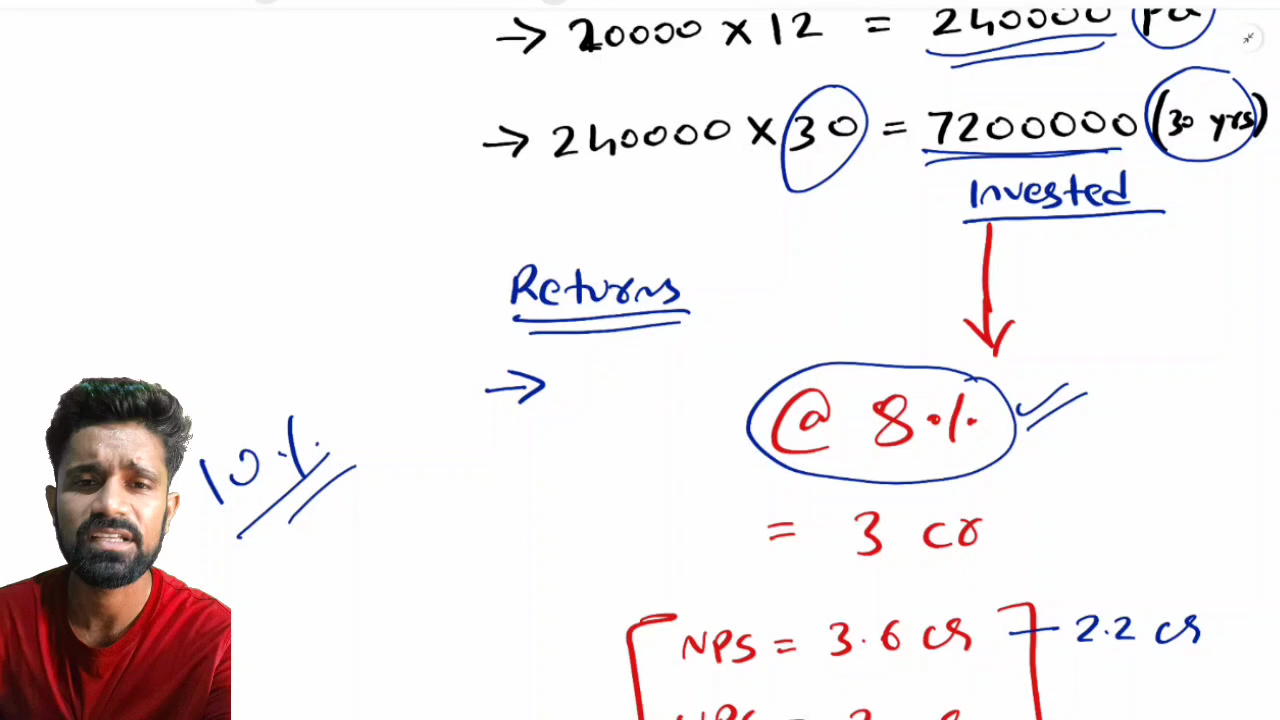 → 20000 × 12 = 240000 (pa)
→ 240000 × 30 = 7200000 (30 yrs)
Invested
Returns
→
@ 8%
10%
= 3 cr
NPS = 3.6 cr — 2.2 cr